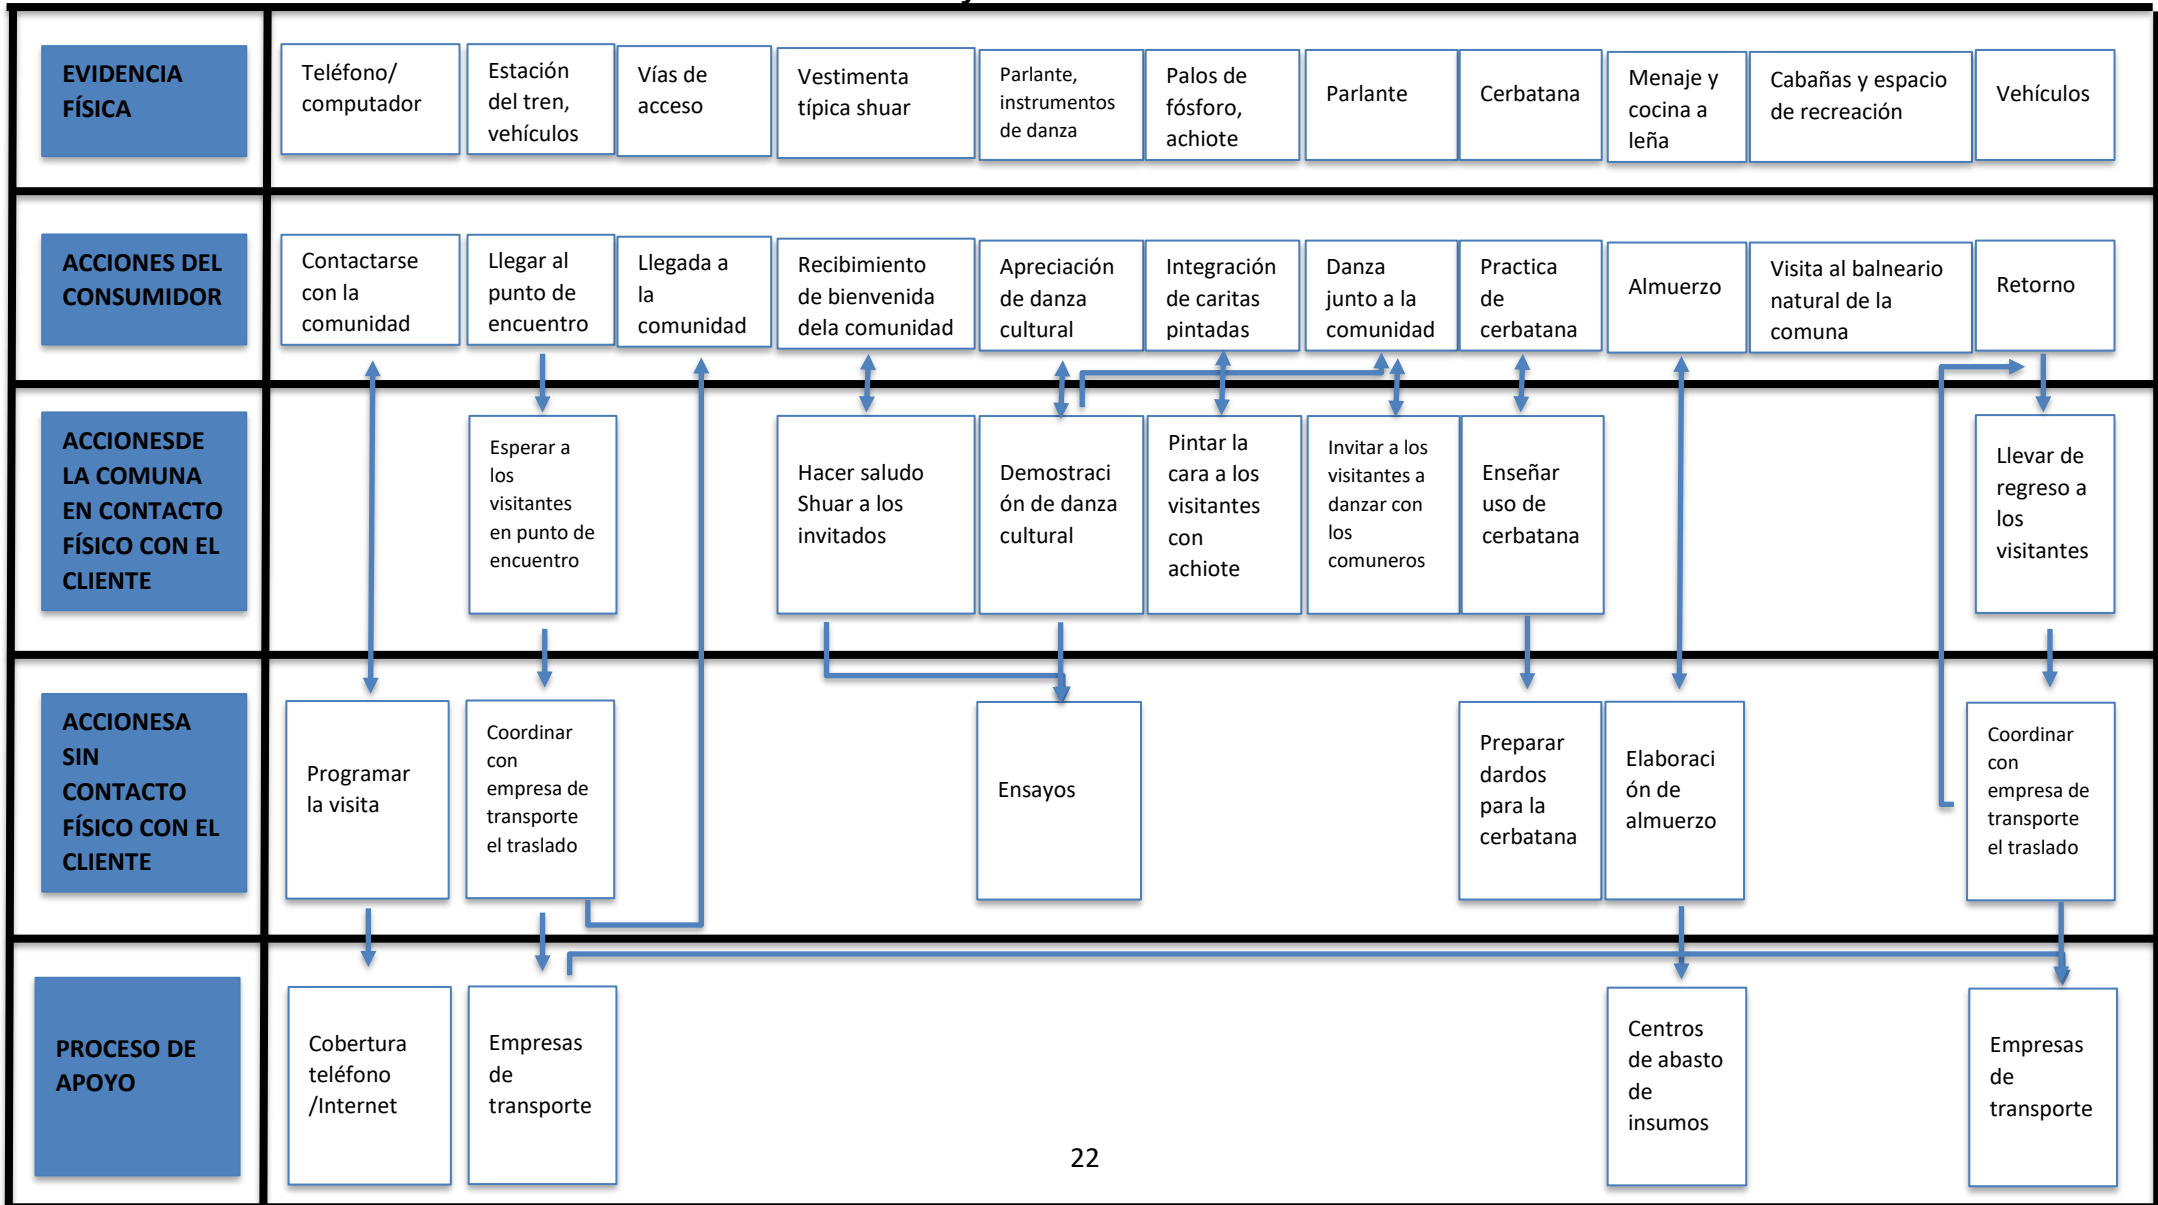 EVIDENCIA
FÍSICA
Teléfono/
computador
Estación
del tren,
vehículos
Vías de
acceso
Vestimenta
típica shuar
Parlante,
instrumentos
de danza
Palos de
fósforo,
achiote
Parlante
Cerbatana
Menaje y
cocina a
leña
Cabañas y espacio
de recreación
Vehículos
ACCIONES DEL
CONSUMIDOR
Contactarse
con la
comunidad
Llegar al
punto de
encuentro
Llegada a
la
comunidad
Recibimiento
de bienvenida
dela comunidad
Apreciación
de danza
cultural
Integración
de caritas
pintadas
Danza
junto a la
comunidad
Practica
de
cerbatana
Almuerzo
Visita al balneario
natural de la
comuna
Retorno
ACCIONESDE
LA COMUNA
EN CONTACTO
FÍSICO CON EL
CLIENTE
Esperar a
los
visitantes
en punto de
encuentro
Hacer saludo
Shuar a los
invitados
Demostraci
ón de danza
cultural
Pintar la
cara a los
visitantes
con
achiote
Invitar a los
visitantes a
danzar con
los
comuneros
Enseñar
uso de
cerbatana
Llevar de
regreso a
los
visitantes
ACCIONESA
SIN
CONTACTO
FÍSICO CON EL
CLIENTE
Programar
la visita
Coordinar
con
empresa de
transporte
el traslado
Ensayos
Preparar
dardos
para la
cerbatana
Elaboraci
ón de
almuerzo
Coordinar
con
empresa de
transporte
el traslado
PROCESO DE
APOYO
Cobertura
teléfono
/Internet
Empresas
de
transporte
Centros
de abasto
de
insumos
Empresas
de
transporte
22